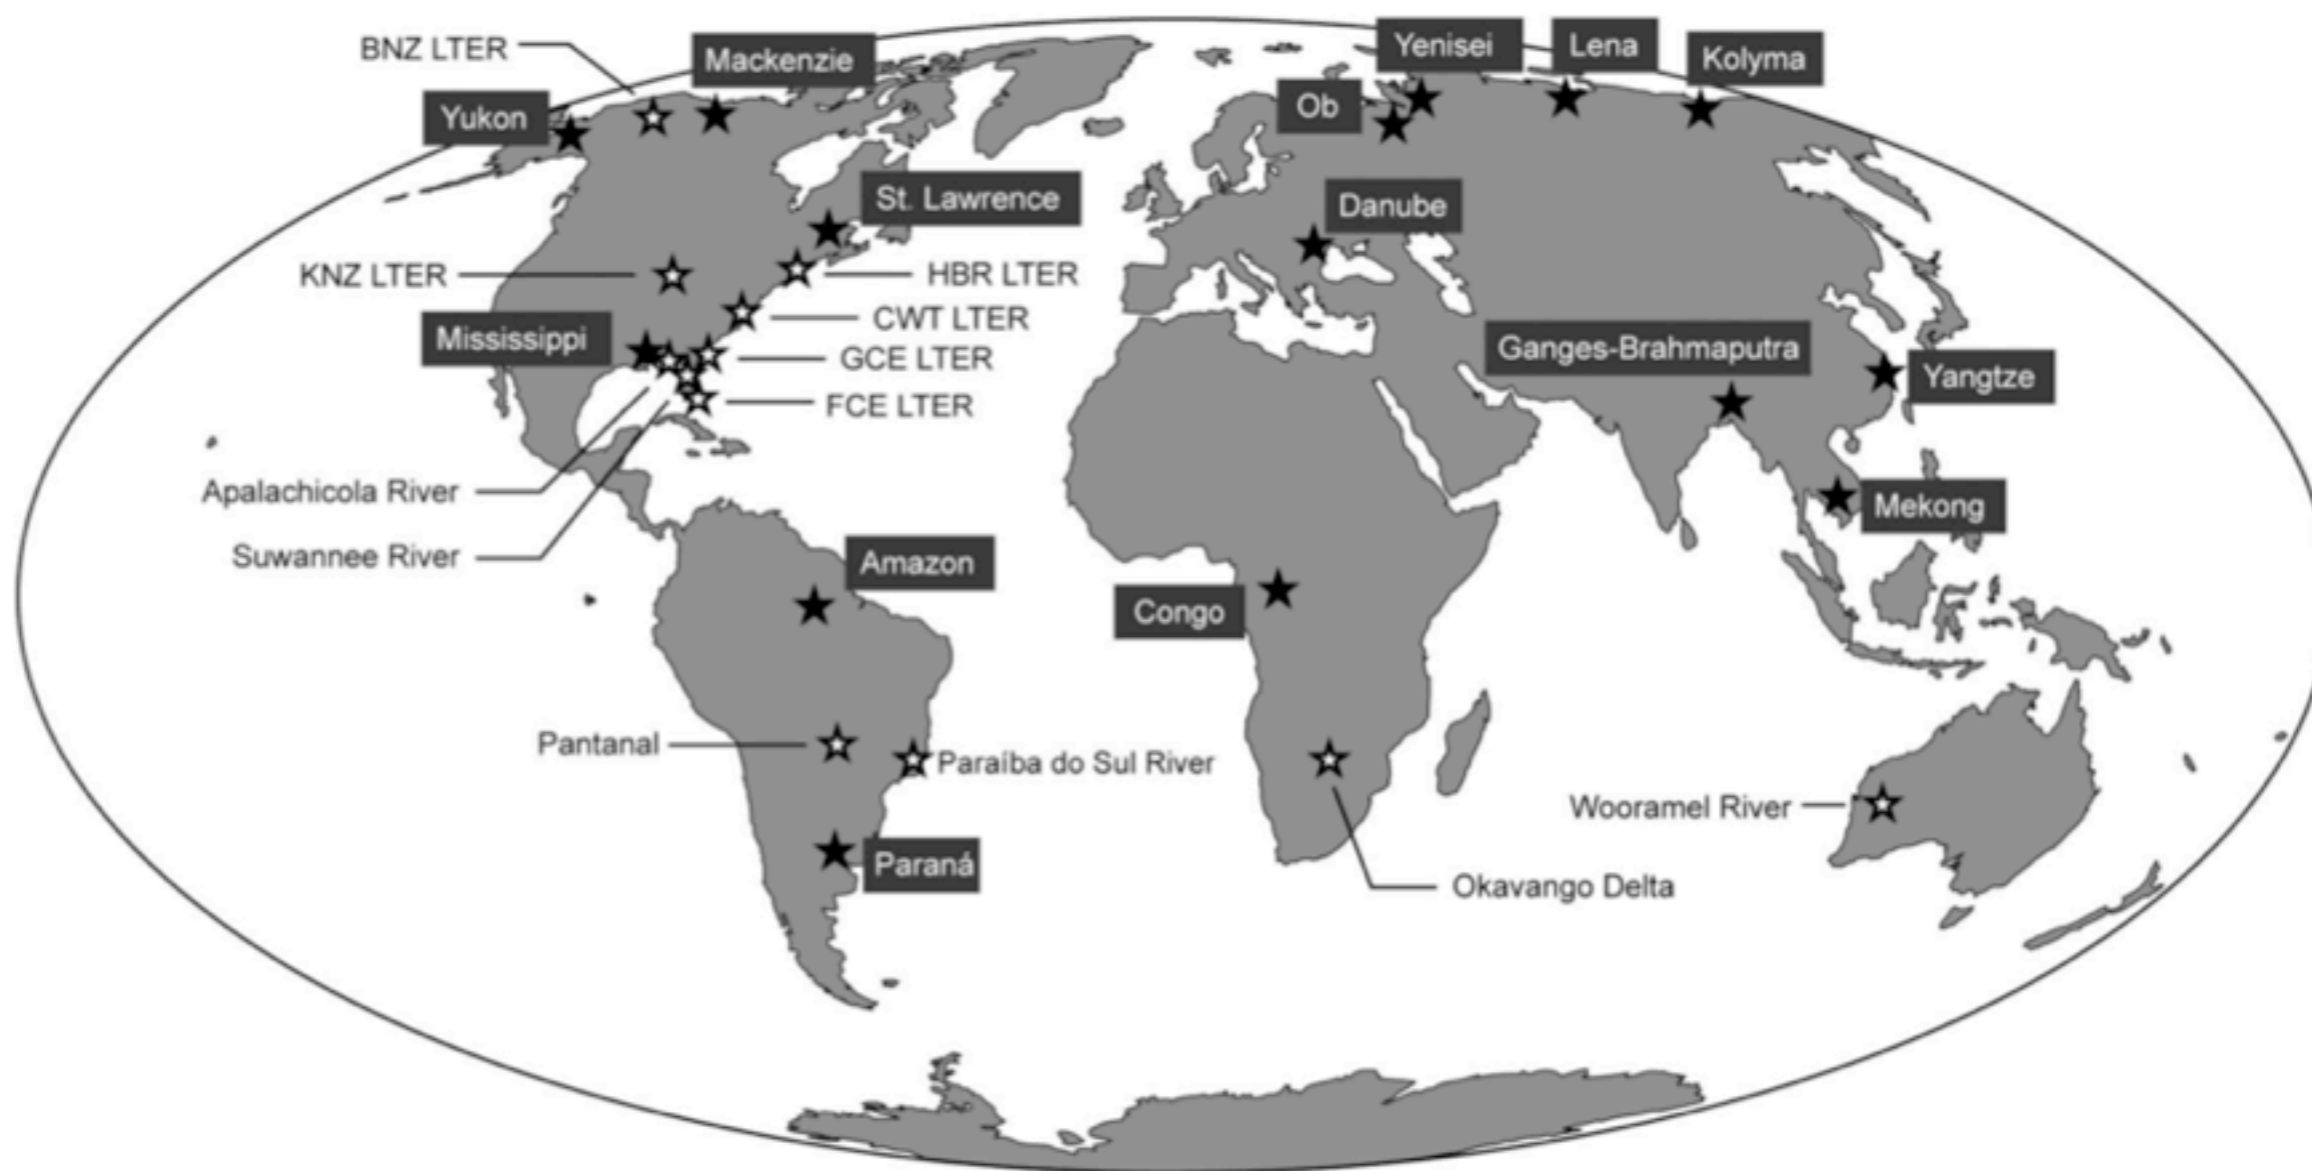 BNZ LTER
Mackenzie
Yenisei
Lena
Kolyma
Yukon
Ob
St. Lawrence
Danube
KNZ LTER
HBR LTER
CWT LTER
Mississippi
GCE LTER
Ganges-Brahmaputra
Yangtze
FCE LTER
Apalachicola River
Mekong
Suwannee River
Amazon
Congo
Pantanal
Paraíba do Sul River
Wooramel River
Paraná
Okavango Delta